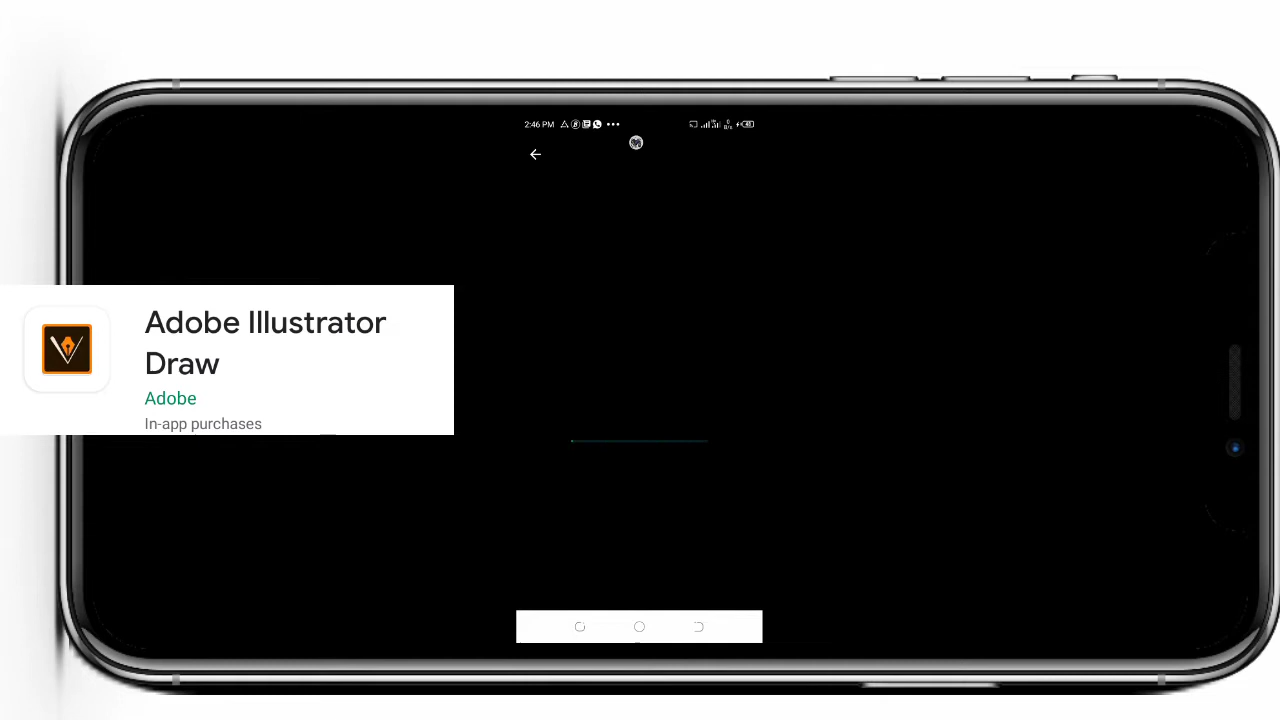 2:46 PM
Adobe Illustrator
Draw
Adobe
In-app purchases